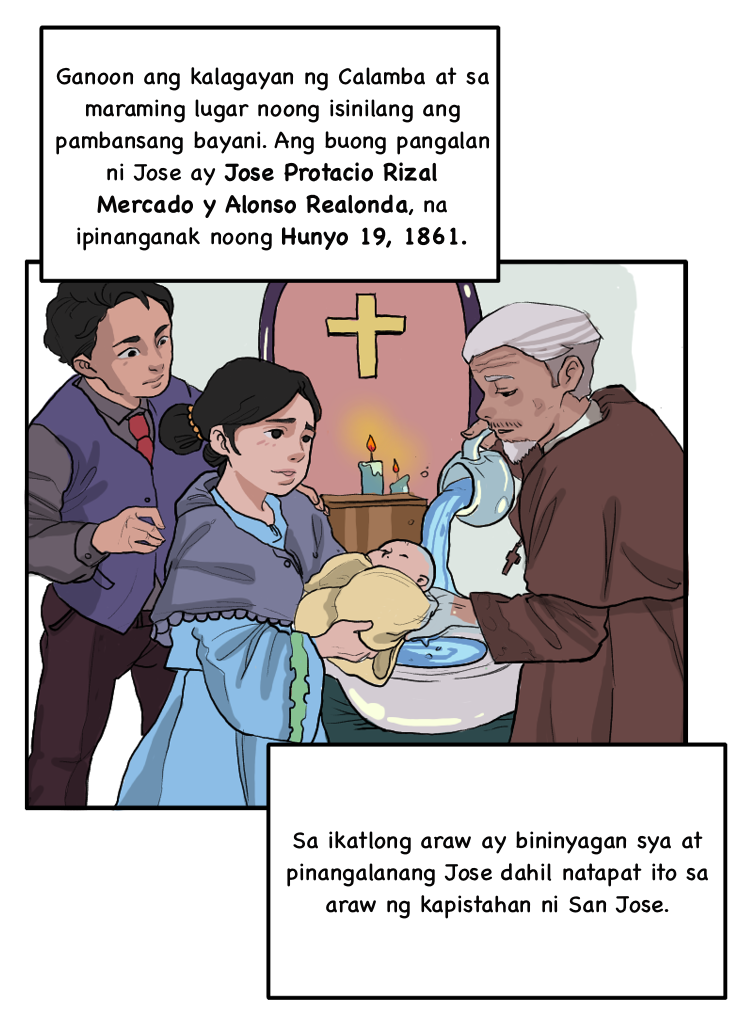 Ganoon ang kalagayan ng Calamba at sa
maraming lugar noong isinilang ang
pambansang bayani. Ang buong pangalan
ni Jose ay Jose Protacio Rizal
Mercado y Alonso Realonda, na
ipinanganak noong Hunyo 19, 1861.
Sa ikatlong araw ay bininyagan sya at
pinangalanang Jose dahil natapat ito sa
araw ng kapistahan ni San Jose.